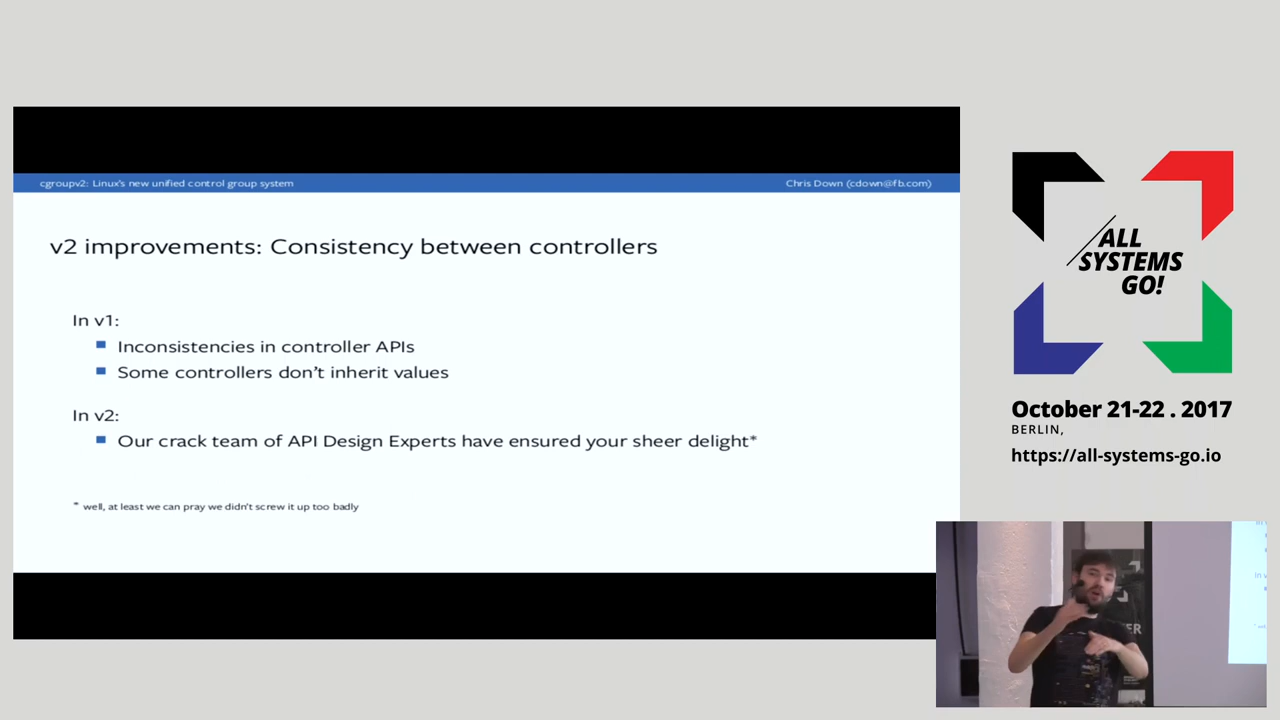 cgroupv2: Linux's new unified control group system
Chris Down (cdown@fb.com)
v2 improvements: Consistency between controllers
In v1:
Inconsistencies in controller APIs
Some controllers don't inherit values
In v2:
Our crack team of API Design Experts have ensured your sheer delight*
* well, at least we can pray we didn't screw it up too badly
ALL
SYSTEMS
GO!
October 21-22 . 2017
BERLIN,
https://all-systems-go.io